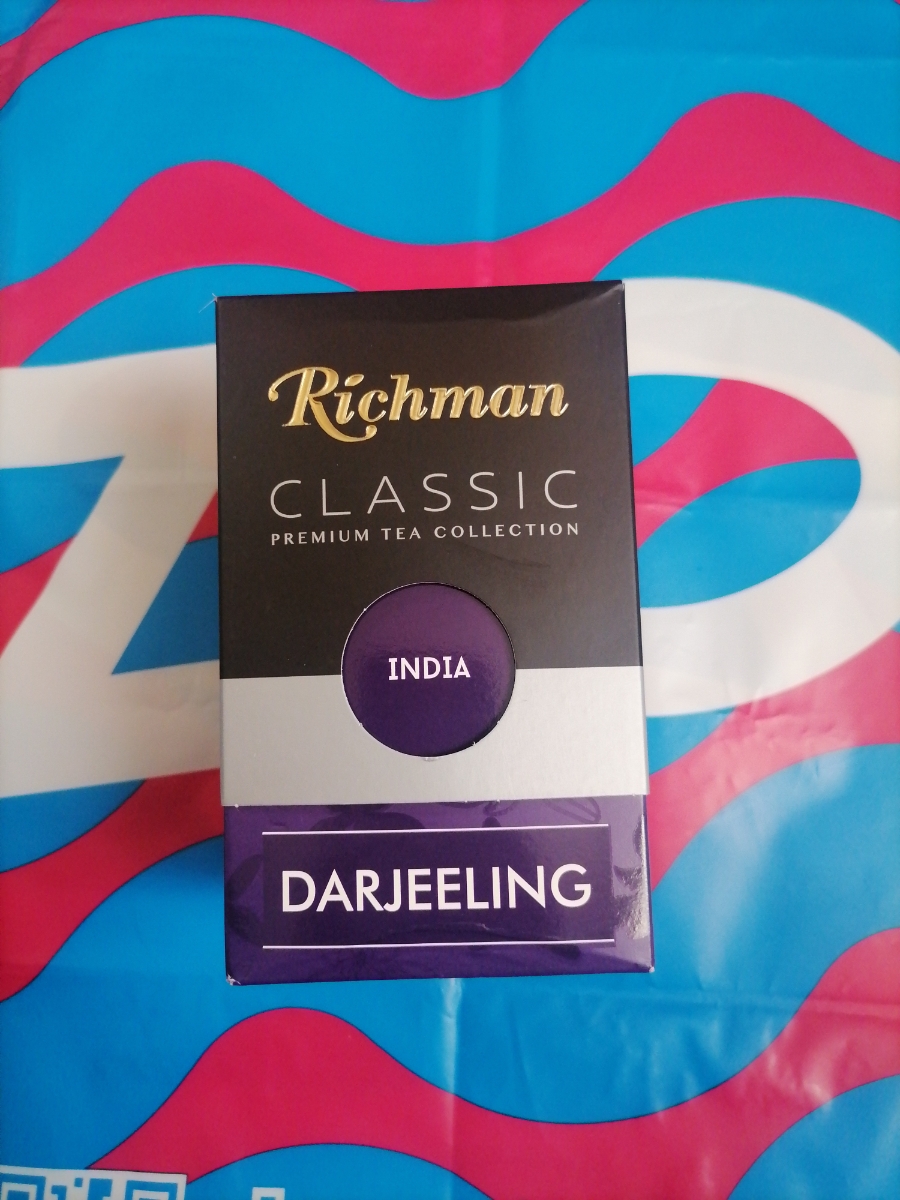 Richman
CLASSIC
PREMIUM TEA COLLECTION
INDIA
DARJEELING